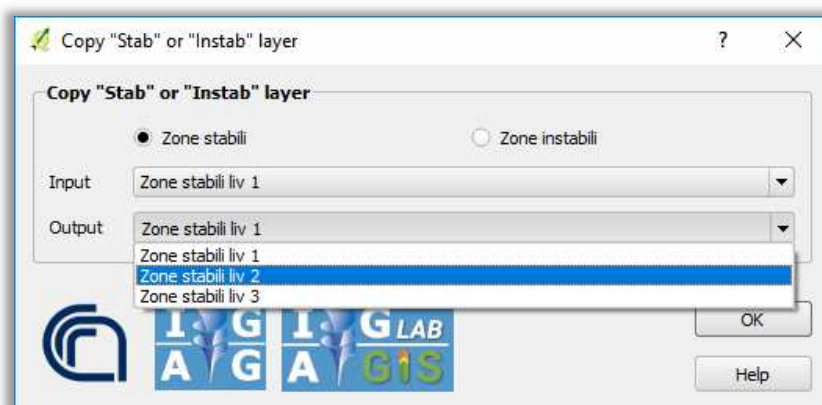 Copy "Stab" or "Instab" layer
?
Copy "Stab" or "Instab" layer
Zone stabili
Zone instabili
Input
Zone stabili liv 1
Output
Zone stabili liv 1
Zone stabili liv 1
Zone stabili liv 2
Zone stabili liv 3
I G
A G
I G LAB
A GIS
OK
Help